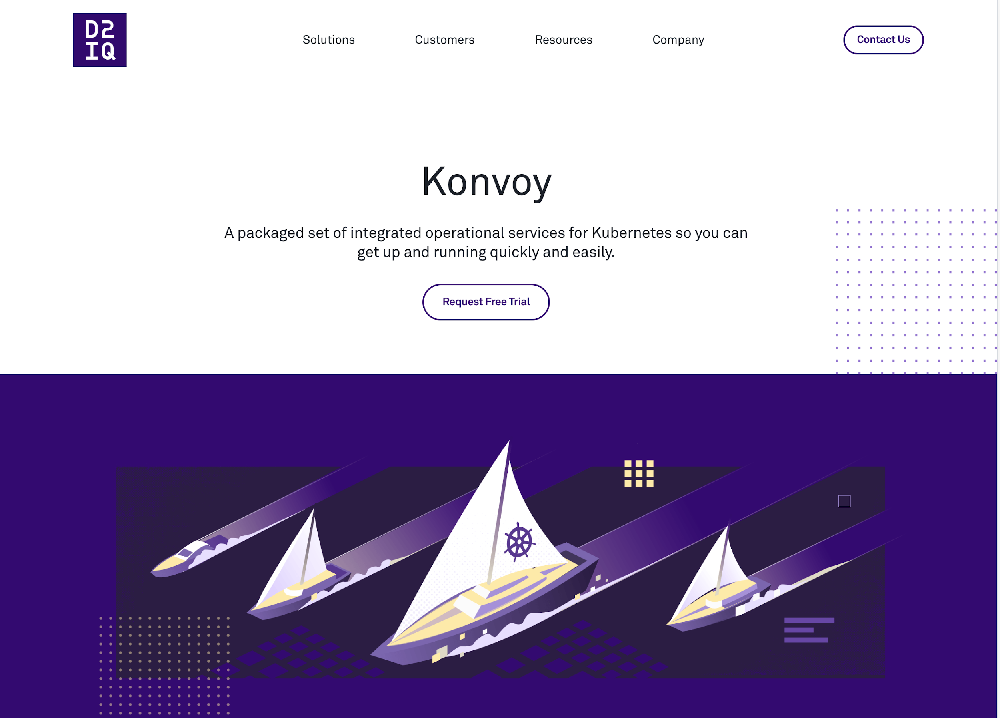 D2
IQ
Solutions
Customers
Resources
Company
Contact Us
Konvoy
A packaged set of integrated operational services for Kubernetes so you can
get up and running quickly and easily.
Request Free Trial